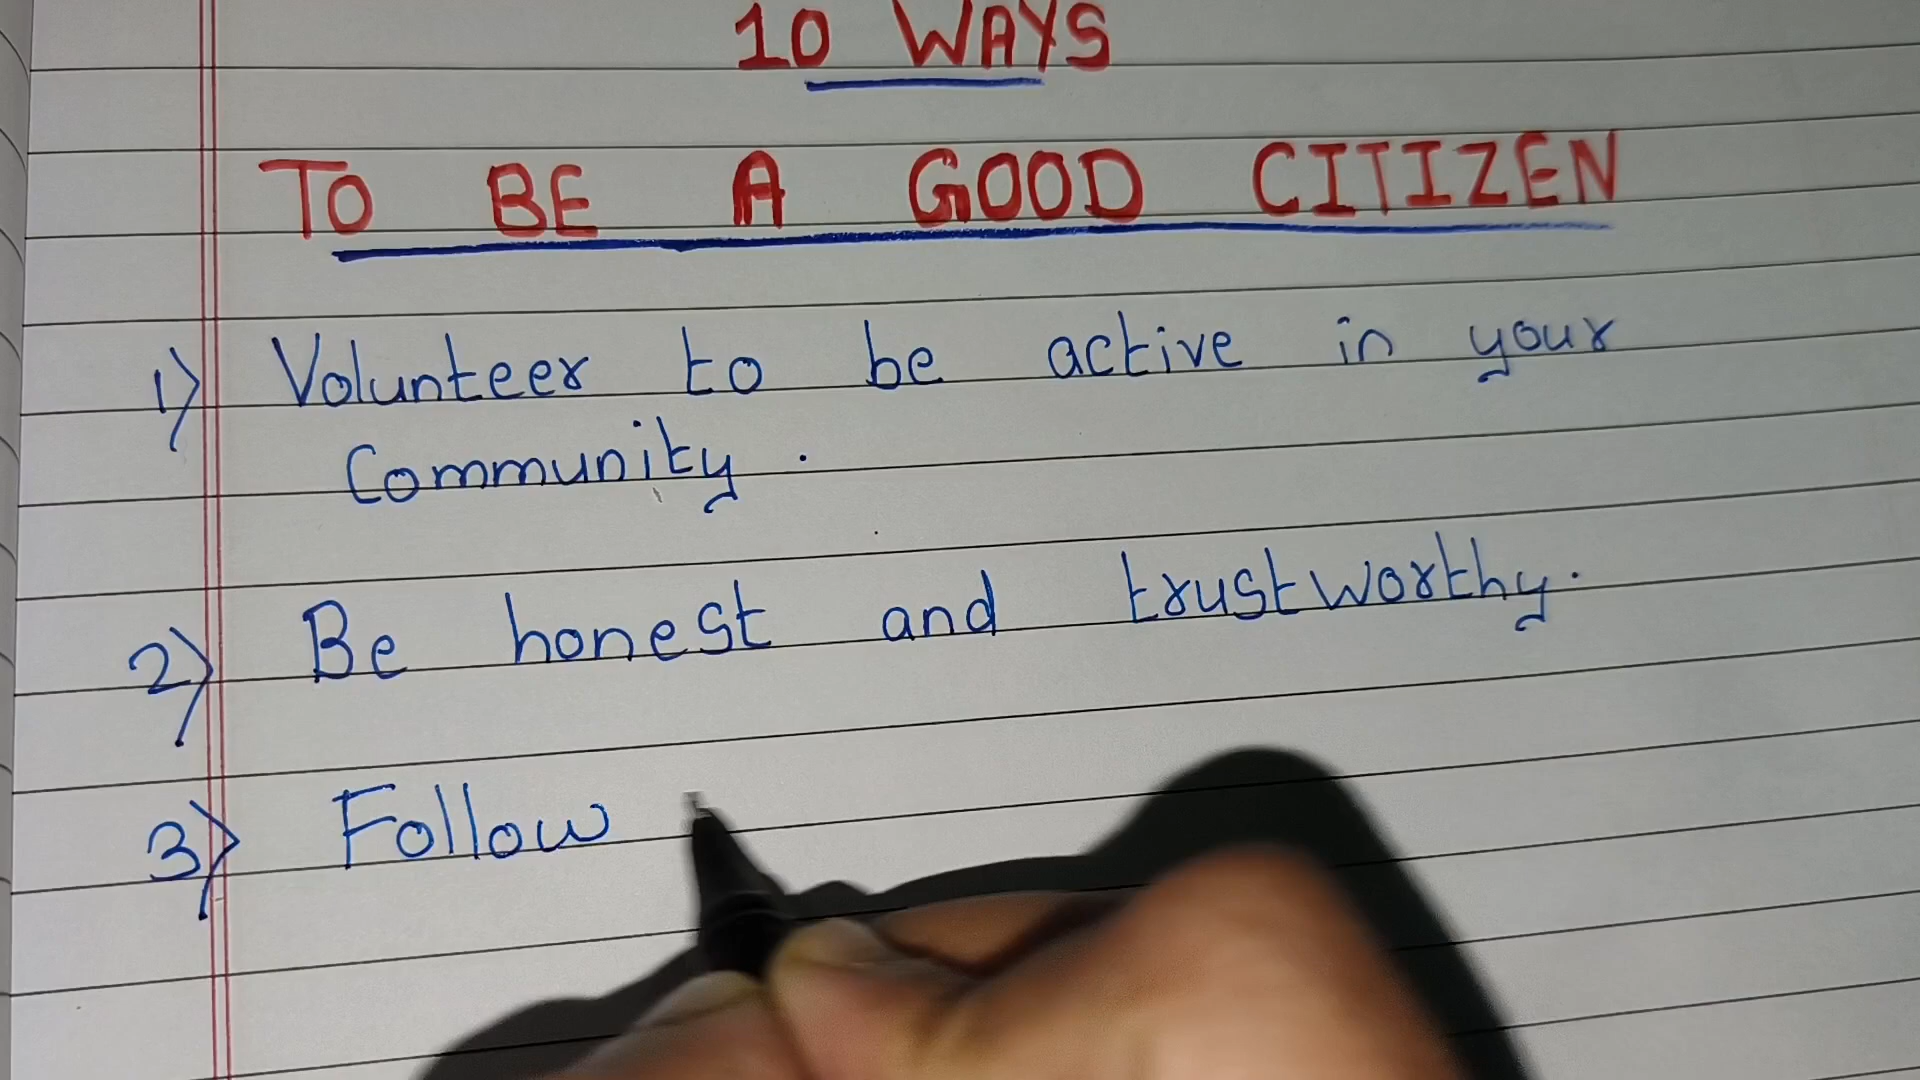 10 WAYS
TO BE A GOOD CITIZEN
1) Volunteer to be active in your
Community .
2) Be honest and trustworthy.
3) Follow